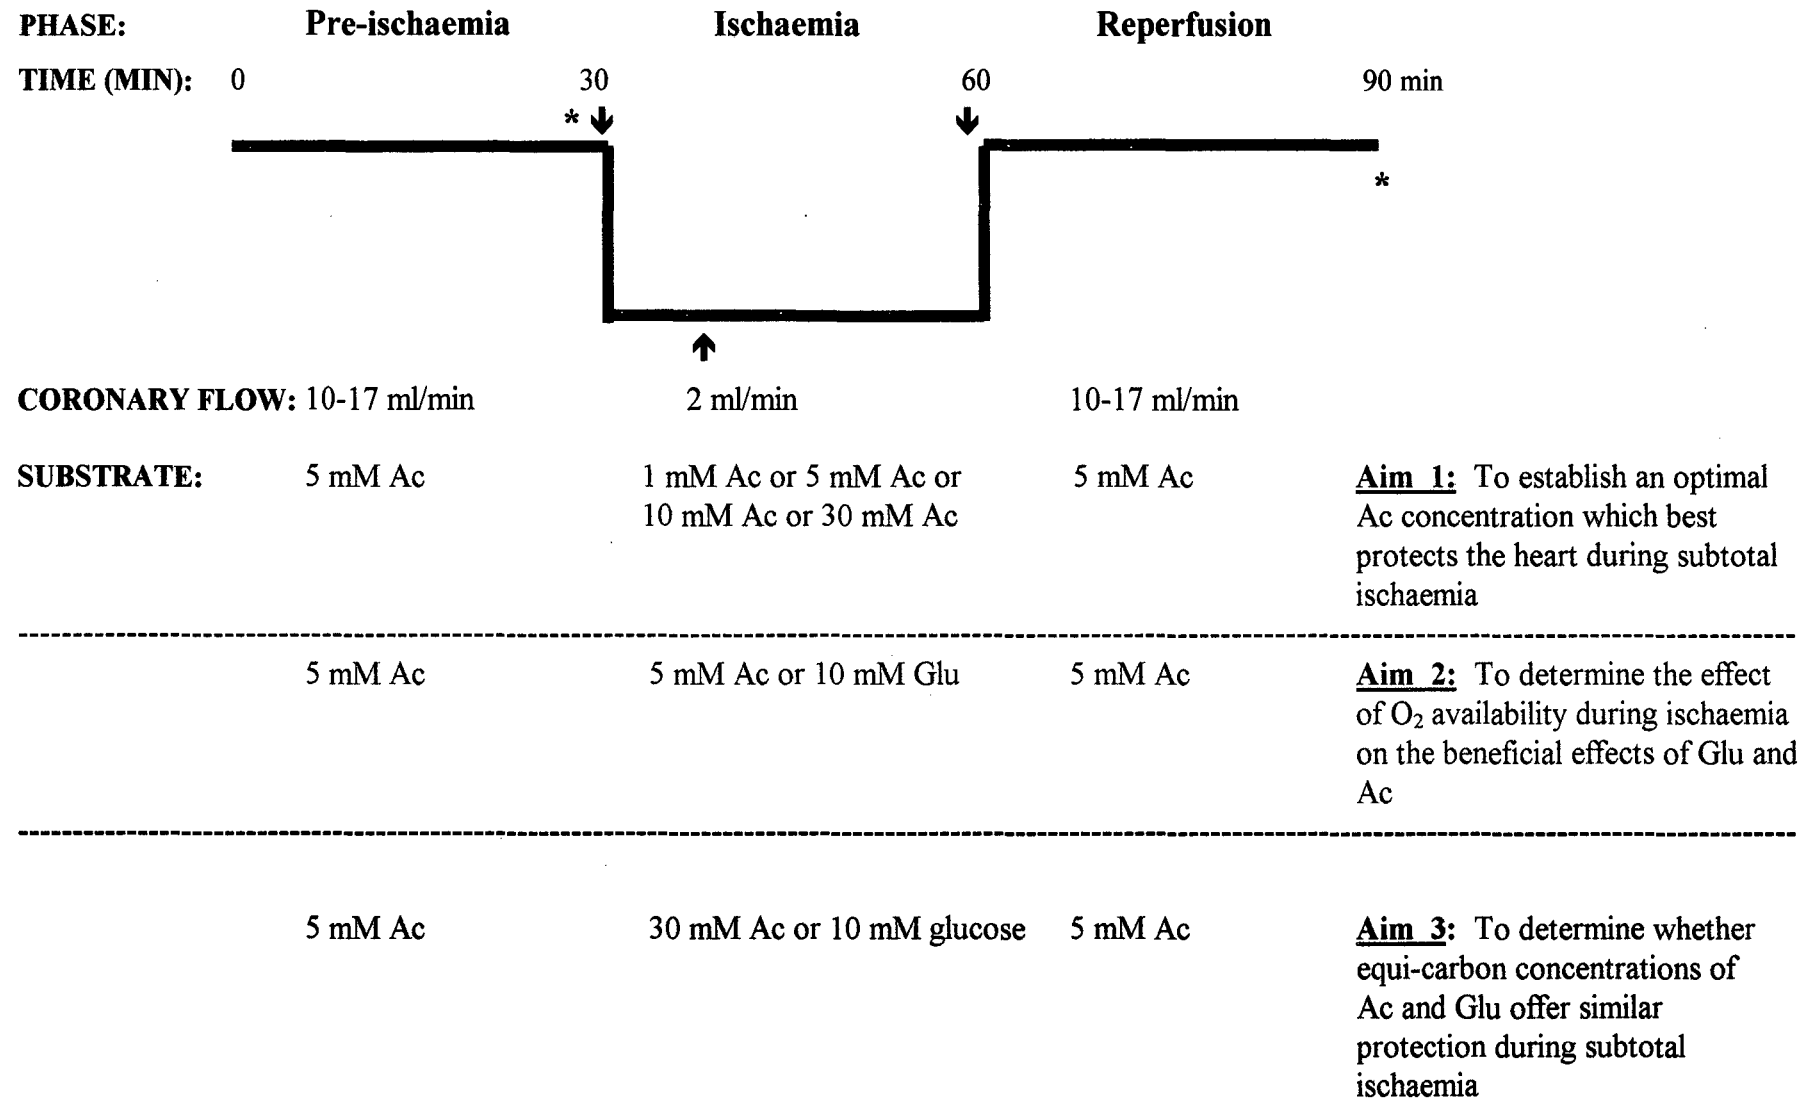 PHASE: Pre-ischaemia Ischaemia Reperfusion
TIME (MIN): 0 30 60 90 min
* *
CORONARY FLOW: 10-17 ml/min 2 ml/min 10-17 ml/min
SUBSTRATE: 5 mM Ac 1 mM Ac or 5 mM Ac or 5 mM Ac Aim 1: To establish an optimal
10 mM Ac or 30 mM Ac Ac concentration which best
protects the heart during subtotal
ischaemia
5 mM Ac 5 mM Ac or 10 mM Glu 5 mM Ac Aim 2: To determine the effect
of O₂ availability during ischaemia
on the beneficial effects of Glu and
Ac
5 mM Ac 30 mM Ac or 10 mM glucose 5 mM Ac Aim 3: To determine whether
equi-carbon concentrations of
Ac and Glu offer similar
protection during subtotal
ischaemia